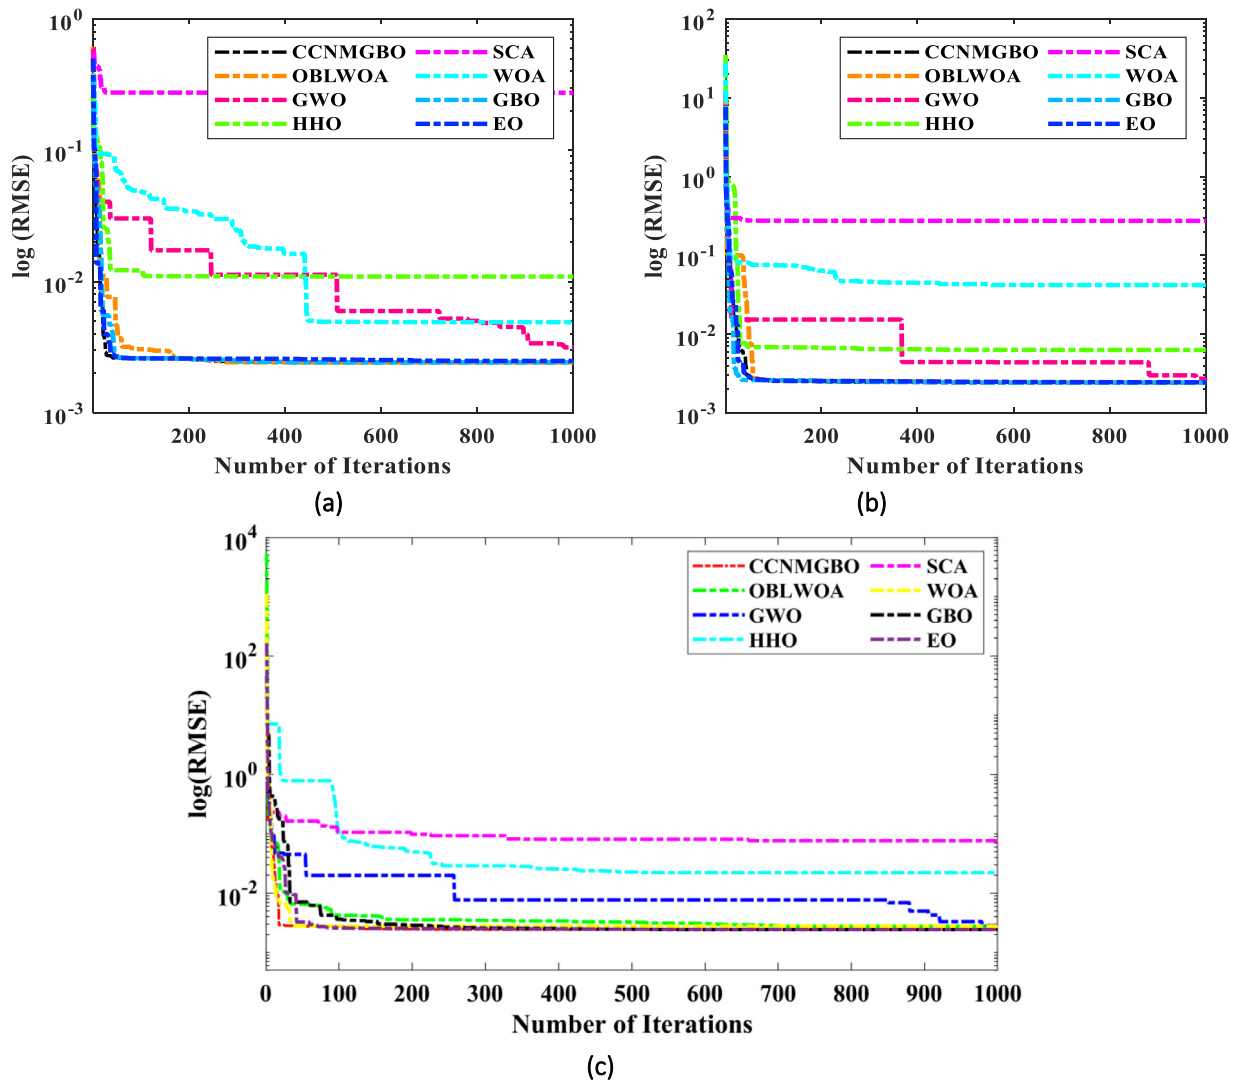 10^0
10^-1
10^-2
10^-3
log (RMSE)
CCNMGBO SCA
OBLWOA WOA
GWO GBO
HHO EO
200 400 600 800 1000
Number of Iterations
(a)
10^2
10^1
10^0
10^-1
10^-2
10^-3
log (RMSE)
CCNMGBO SCA
OBLWOA WOA
GWO GBO
HHO EO
200 400 600 800 1000
Number of Iterations
(b)
10^4
10^2
10^0
10^-2
log(RMSE)
CCNMGBO SCA
OBLWOA WOA
GWO GBO
HHO EO
0 100 200 300 400 500 600 700 800 900 1000
Number of Iterations
(c)